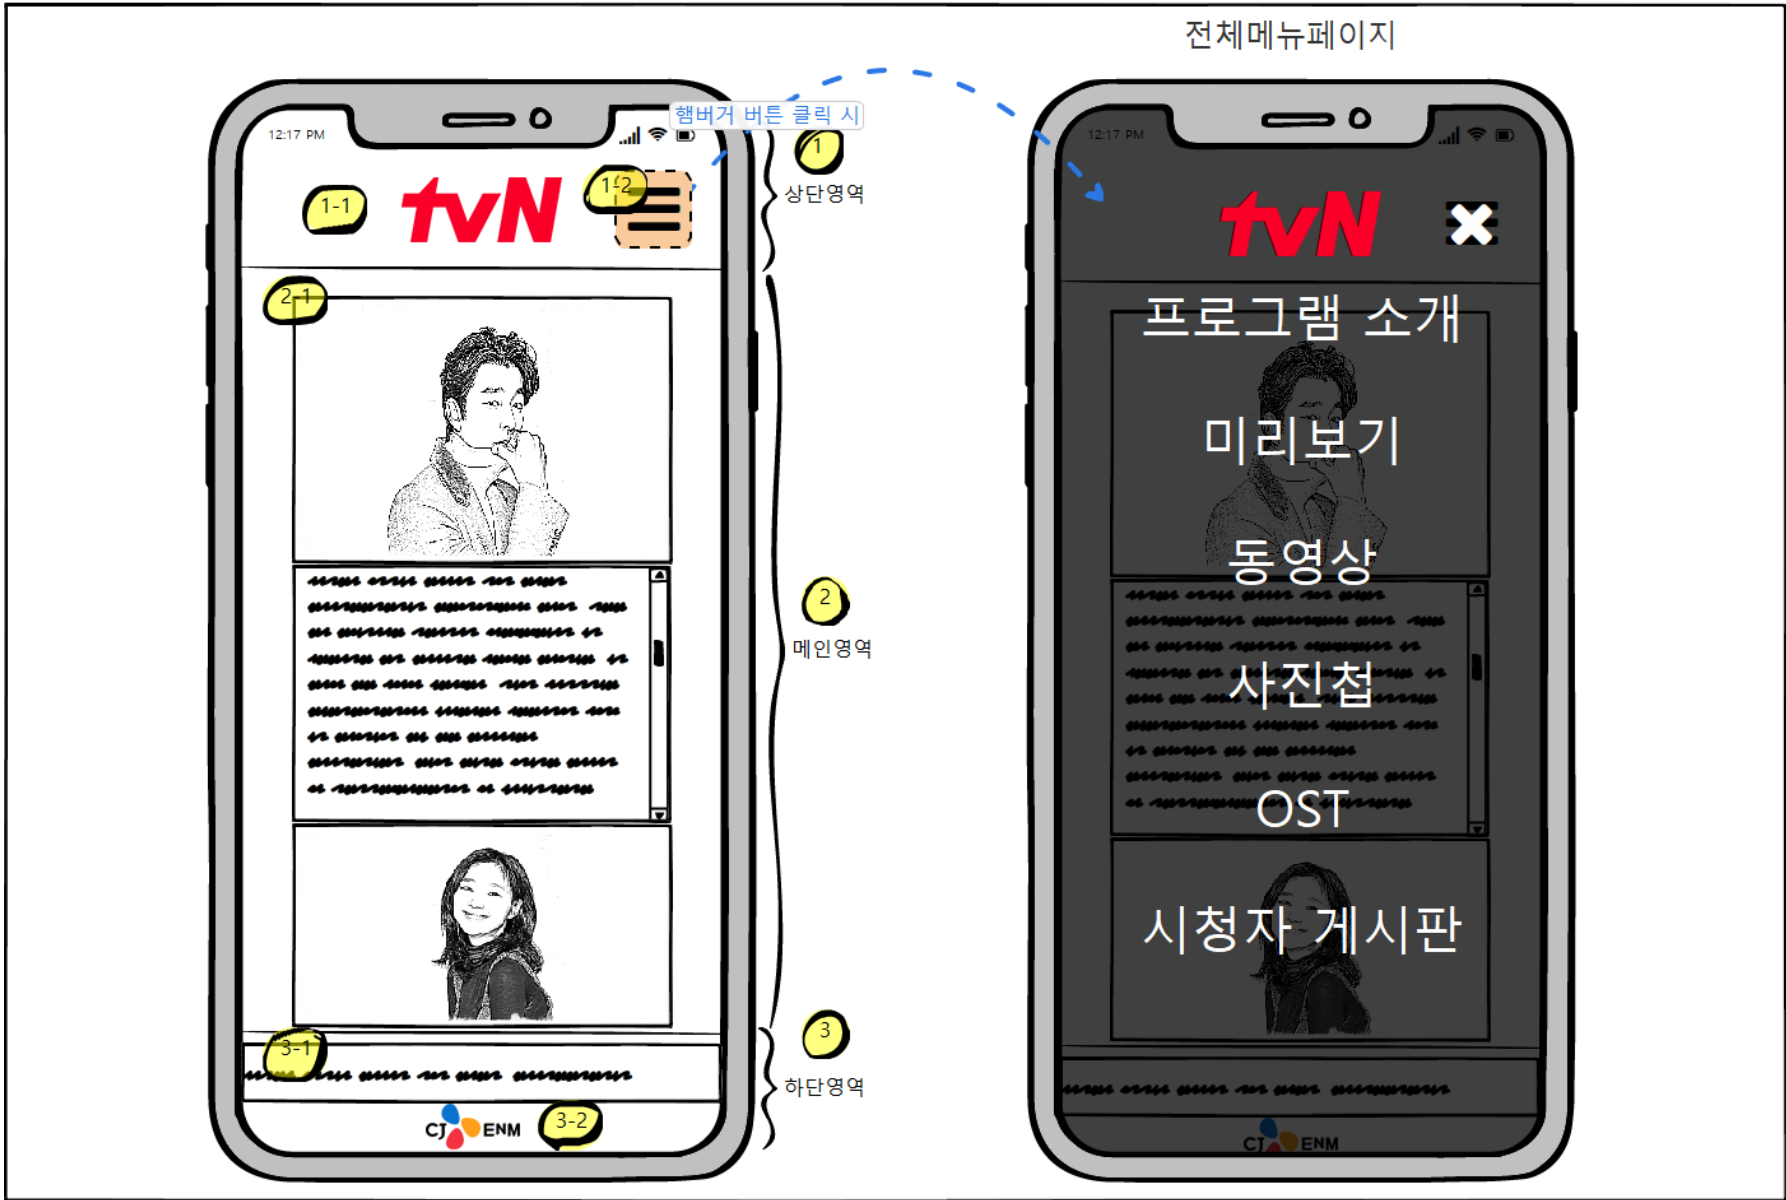 전체메뉴페이지
햄버거 버튼 클릭 시
12:17 PM
1
상단영역
1-1
tvN
1-2
2-1
2
메인영역
3-1
3
하단영역
CJ ENM
3-2
12:17 PM
tvN
프로그램 소개
미리보기
동영상
사진첩
OST
시청자 게시판
CJ ENM